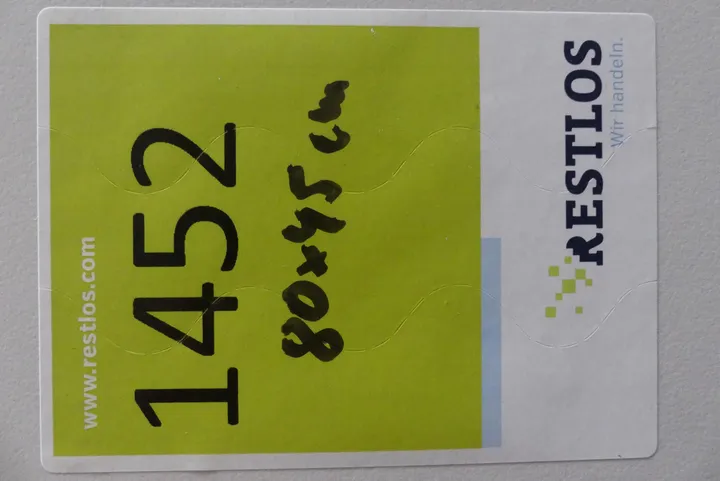 www.restlos.com
1452
80x45 cm
RESTLOS
Wir handeln.